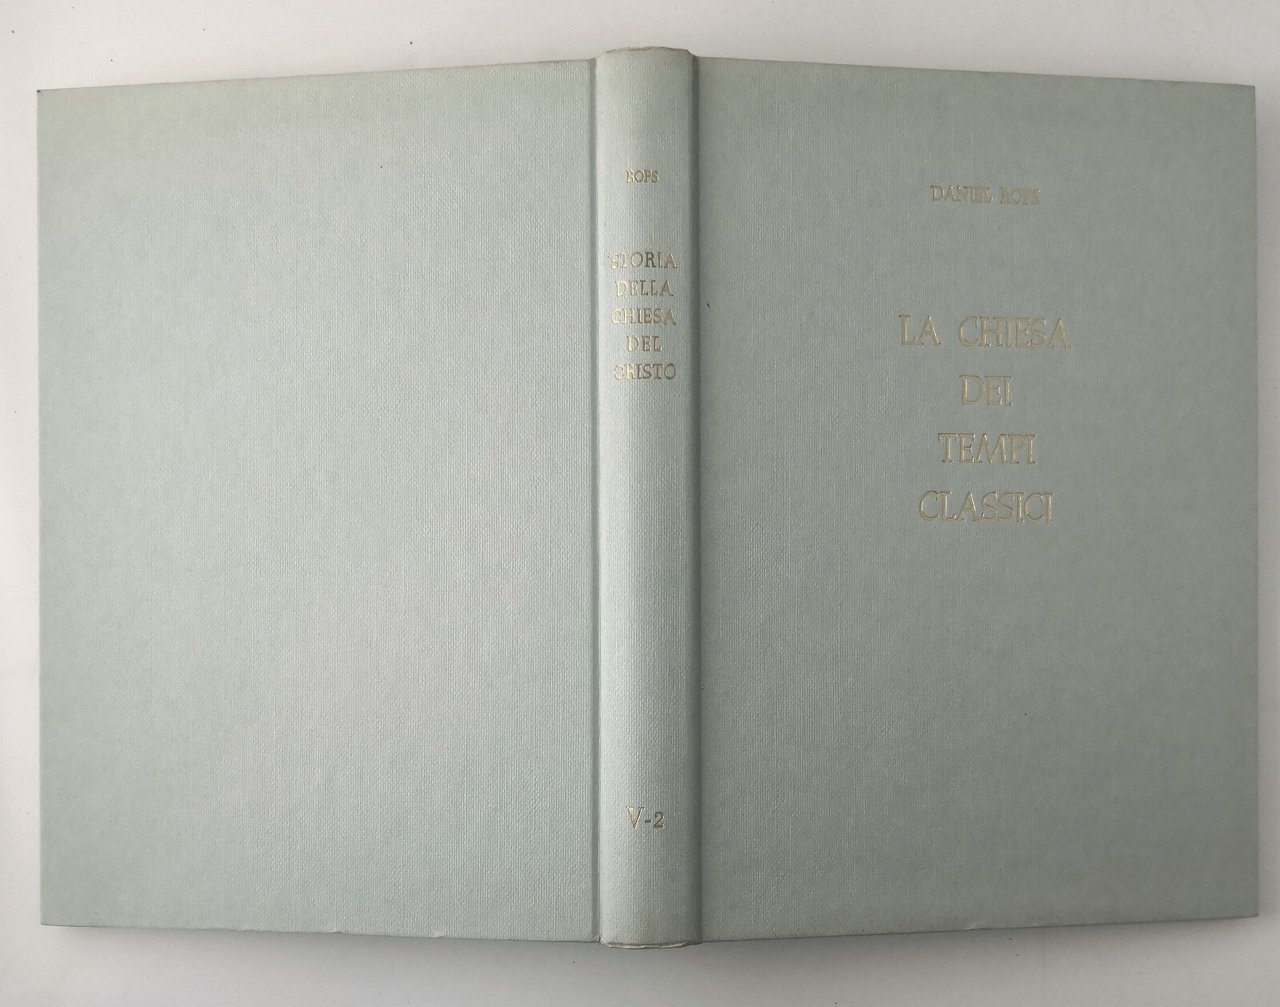 ROPS
STORIA
DELLA
CHIESA
DEL
CRISTO
V-2
DANIEL ROPS
LA CHIESA
DEI
TEMPI
CLASSICI